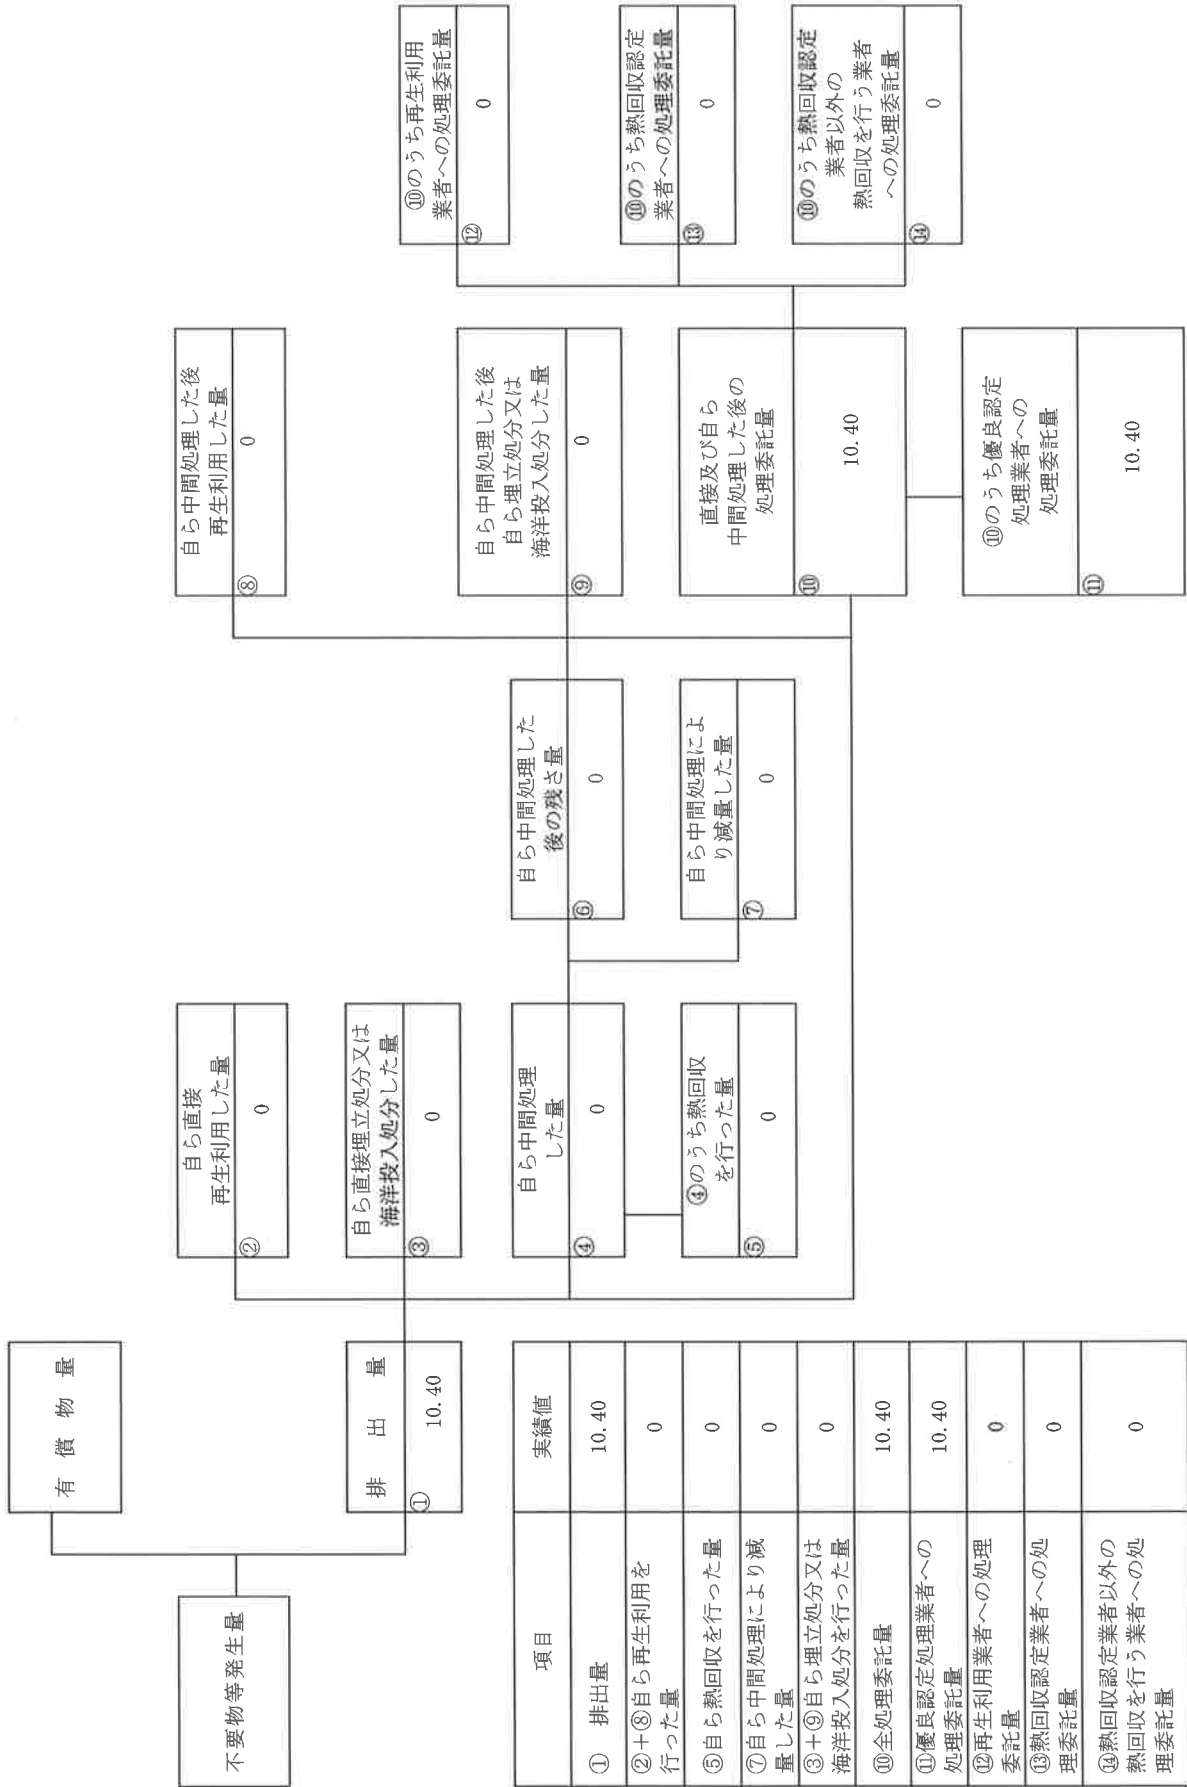 不要物等発生量
有償物量
排出量
①
10.40
自ら直接
再生利用した量
②
0
自ら直接埋立処分又は
海洋投入処分した量
③
0
自ら中間処理
した量
④
0
④のうち熱回収
を行った量
⑤
0
自ら中間処理した
後の残さ量
⑥
0
自ら中間処理によ
り減量した量
⑦
0
自ら中間処理した後
再生利用した量
⑧
0
自ら中間処理した後
自ら埋立処分又は
海洋投入処分した量
⑨
0
直接及び自ら
中間処理した後の
処理委託量
⑩
10.40
⑩のうち優良認定
処理業者への
処理委託量
⑪
10.40
⑩のうち再生利用
業者への処理委託量
⑫
0
⑩のうち熱回収認定
業者への処理委託量
⑬
0
⑩のうち熱回収認定
業者以外の
熱回収を行う業者
への処理委託量
⑭
0
項目
実績値
① 排出量
10.40
②+⑧自ら再生利用を
行った量
0
⑤自ら熱回収を行った量
0
⑦自ら中間処理により減
量した量
0
③+⑨自ら埋立処分又は
海洋投入処分を行った量
0
⑩全処理委託量
10.40
⑪優良認定処理業者への
処理委託量
10.40
⑫再生利用業者への処理
委託量
0
⑬熱回収認定業者への処
理委託量
0
⑭熱回収認定業者以外の
熱回収を行う業者への処
理委託量
0